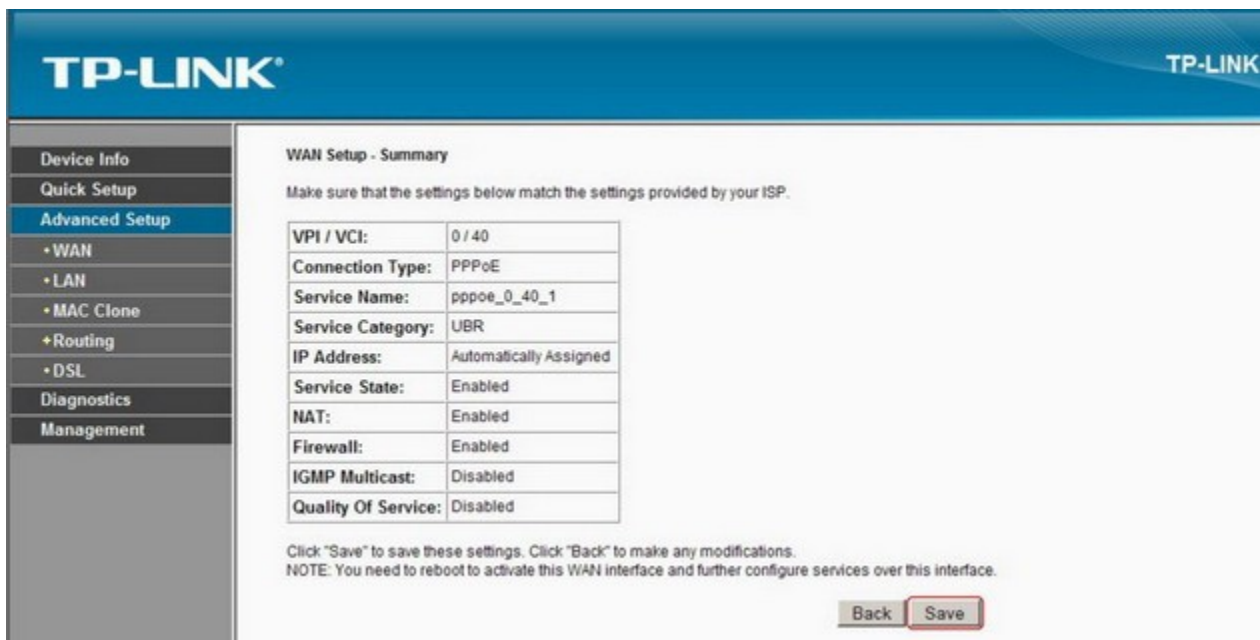 TP-LINK®
TP-LINK
Device Info
Quick Setup
Advanced Setup
•WAN
•LAN
•MAC Clone
+Routing
•DSL
Diagnostics
Management
WAN Setup - Summary
Make sure that the settings below match the settings provided by your ISP.
VPI / VCI: 0 / 40
Connection Type: PPPoE
Service Name: pppoe_0_40_1
Service Category: UBR
IP Address: Automatically Assigned
Service State: Enabled
NAT: Enabled
Firewall: Enabled
IGMP Multicast: Disabled
Quality Of Service: Disabled
Click "Save" to save these settings. Click "Back" to make any modifications.
NOTE: You need to reboot to activate this WAN interface and further configure services over this interface.
Back Save